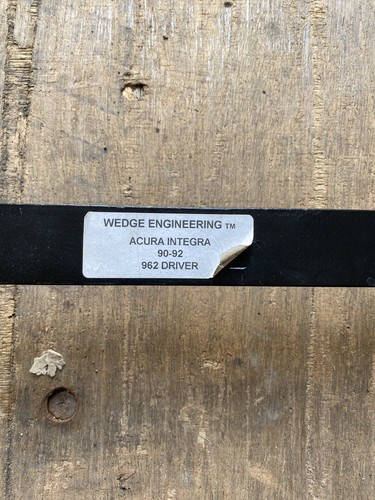 WEDGE ENGINEERING TM
ACURA INTEGRA
90-92
962 DRIVER